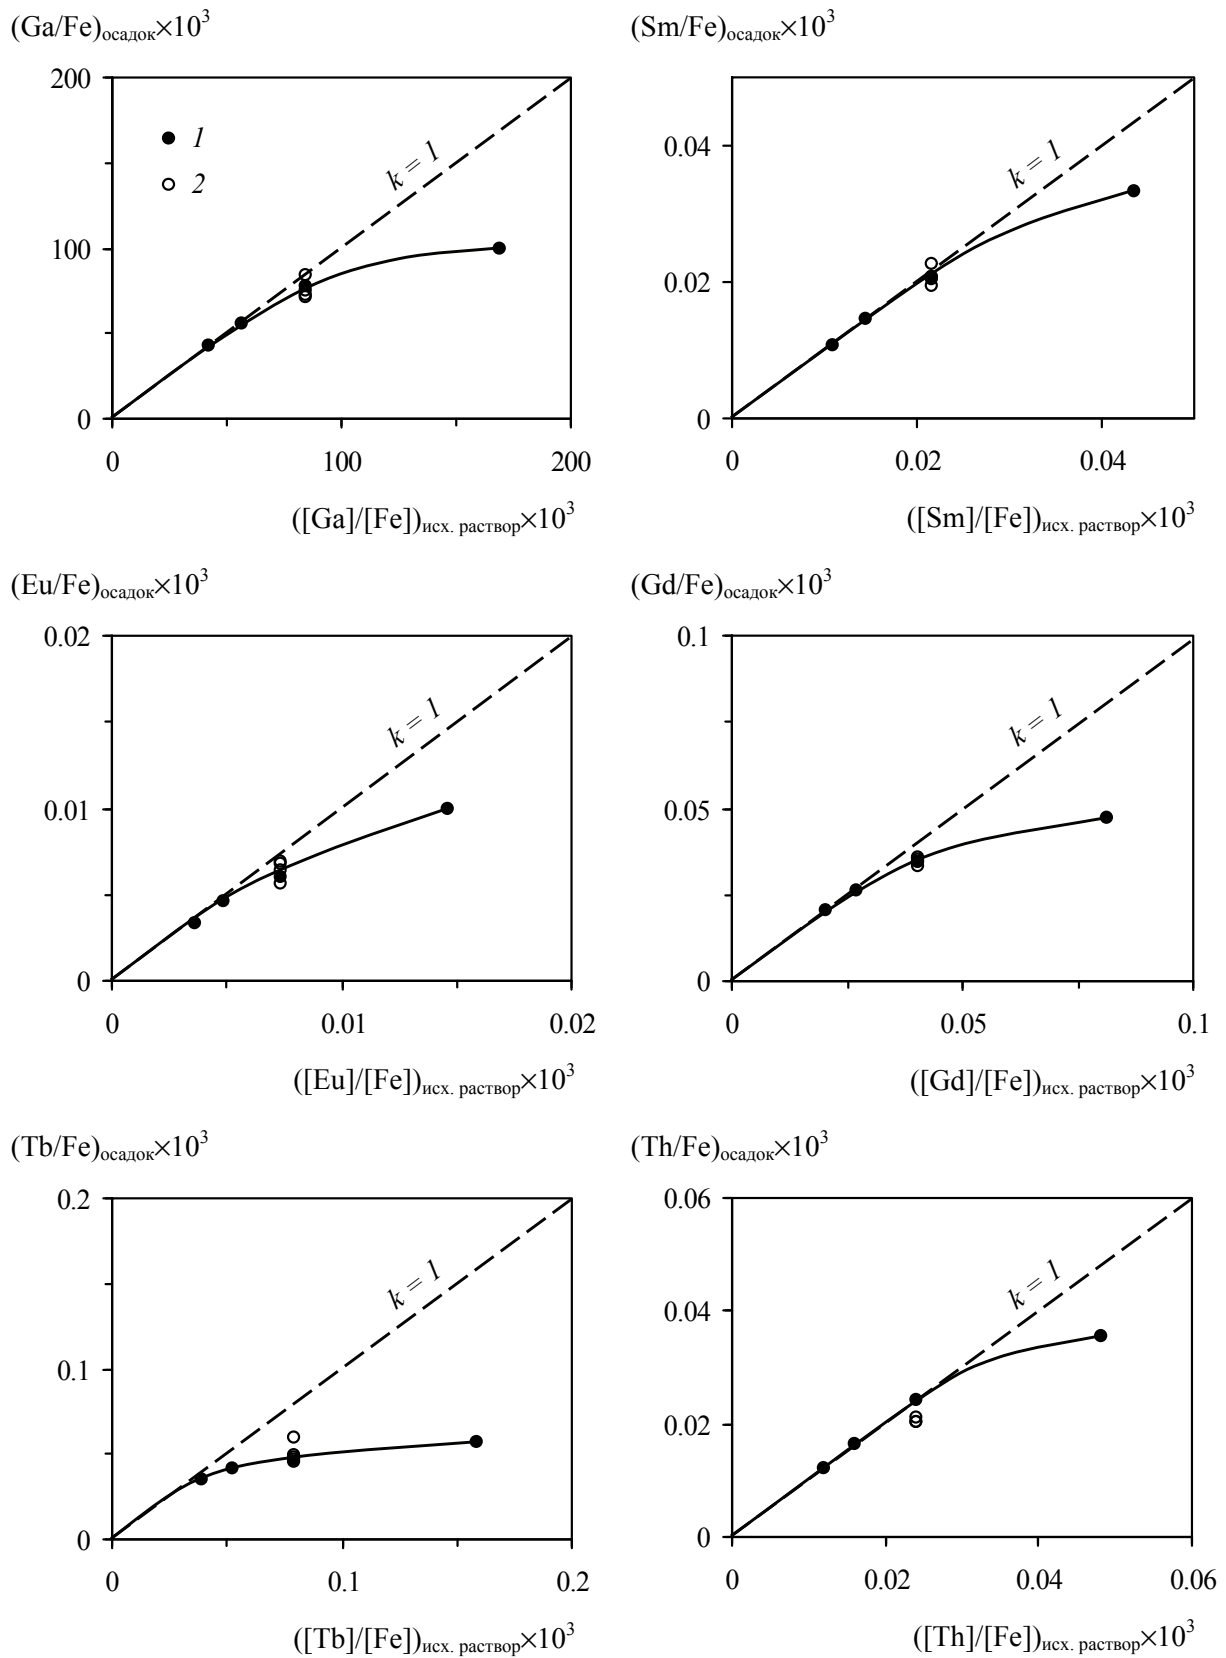 (Ga/Fe)осадок×10³
200
1
2
k = 1
100
0
0 100 200
([Ga]/[Fe])исх. раствор×10³
(Sm/Fe)осадок×10³
0.04
k = 1
0.02
0
0 0.02 0.04
([Sm]/[Fe])исх. раствор×10³
(Eu/Fe)осадок×10³
0.02
k = 1
0.01
0
0 0.01 0.02
([Eu]/[Fe])исх. раствор×10³
(Gd/Fe)осадок×10³
0.1
k = 1
0.05
0
0 0.05 0.1
([Gd]/[Fe])исх. раствор×10³
(Tb/Fe)осадок×10³
0.2
k = 1
0.1
0
0 0.1 0.2
([Tb]/[Fe])исх. раствор×10³
(Th/Fe)осадок×10³
0.06
k = 1
0.04
0.02
0
0 0.02 0.04 0.06
([Th]/[Fe])исх. раствор×10³